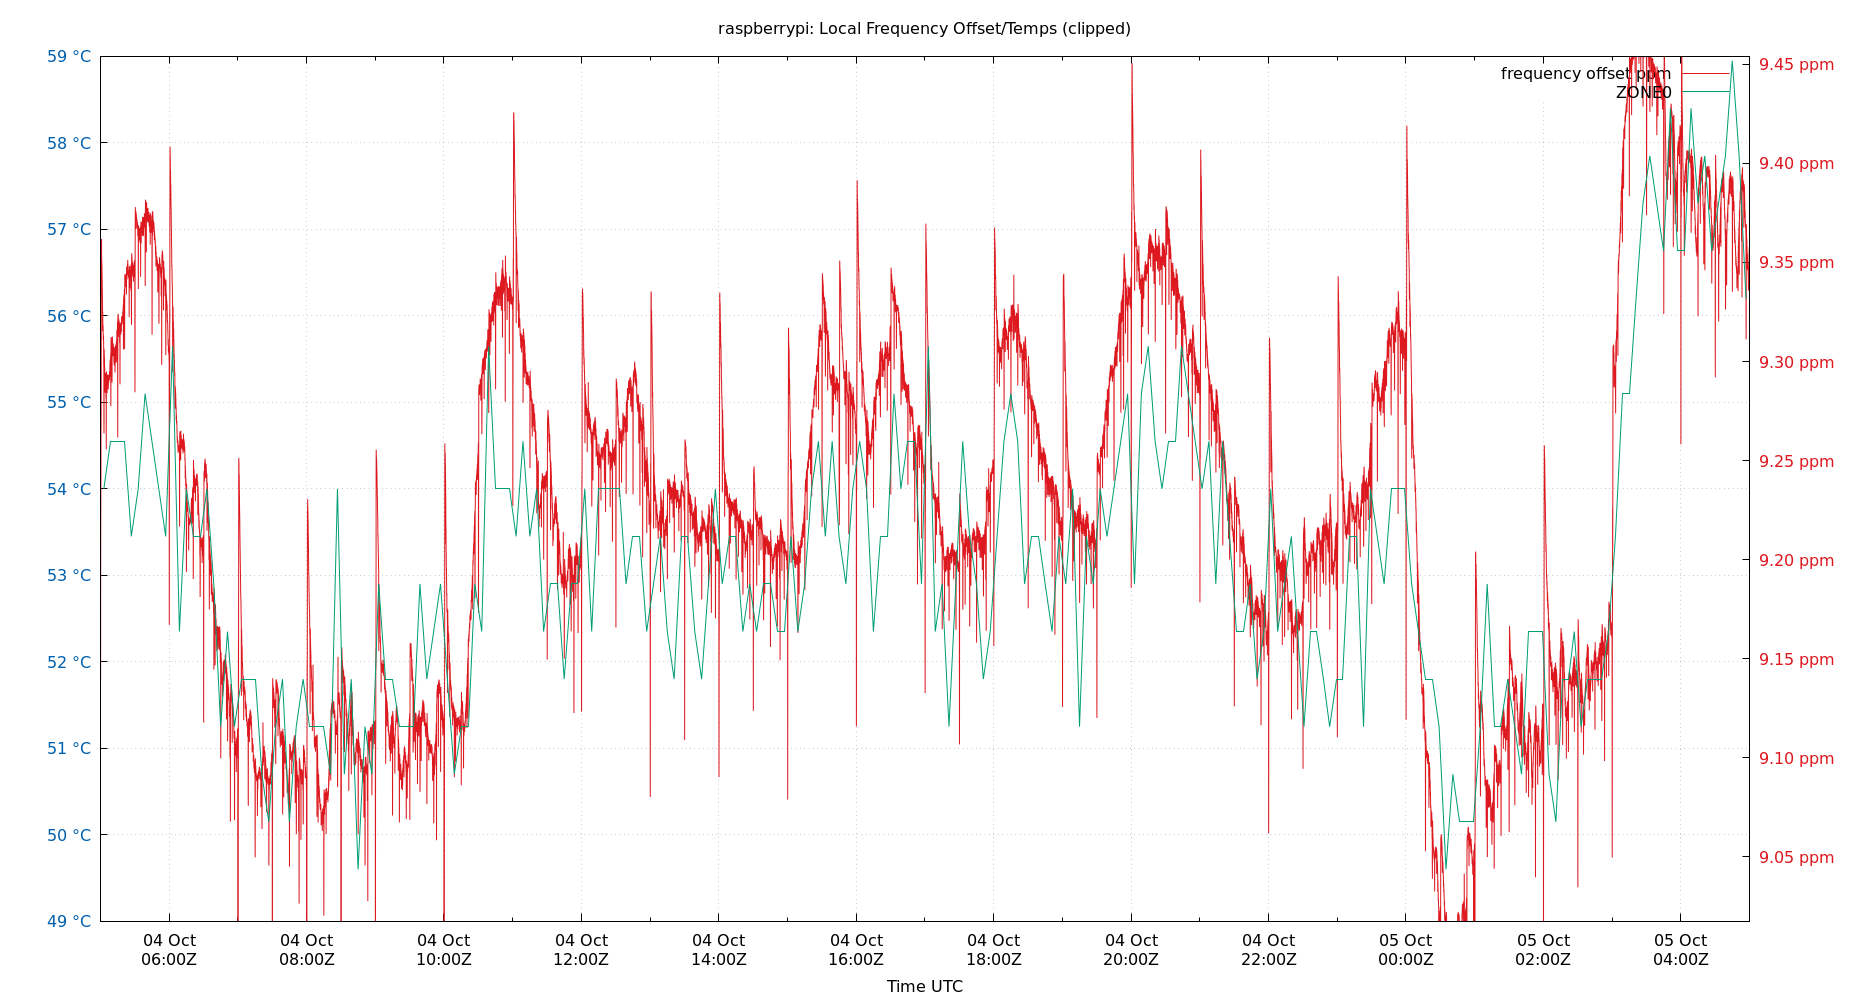 raspberrypi: Local Frequency Offset/Temps (clipped)
frequency offset ppm
ZONE0
59 °C
58 °C
57 °C
56 °C
55 °C
54 °C
53 °C
52 °C
51 °C
50 °C
49 °C
9.45 ppm
9.40 ppm
9.35 ppm
9.30 ppm
9.25 ppm
9.20 ppm
9.15 ppm
9.10 ppm
9.05 ppm
04 Oct
06:00Z
04 Oct
08:00Z
04 Oct
10:00Z
04 Oct
12:00Z
04 Oct
14:00Z
04 Oct
16:00Z
04 Oct
18:00Z
04 Oct
20:00Z
04 Oct
22:00Z
05 Oct
00:00Z
05 Oct
02:00Z
05 Oct
04:00Z
Time UTC